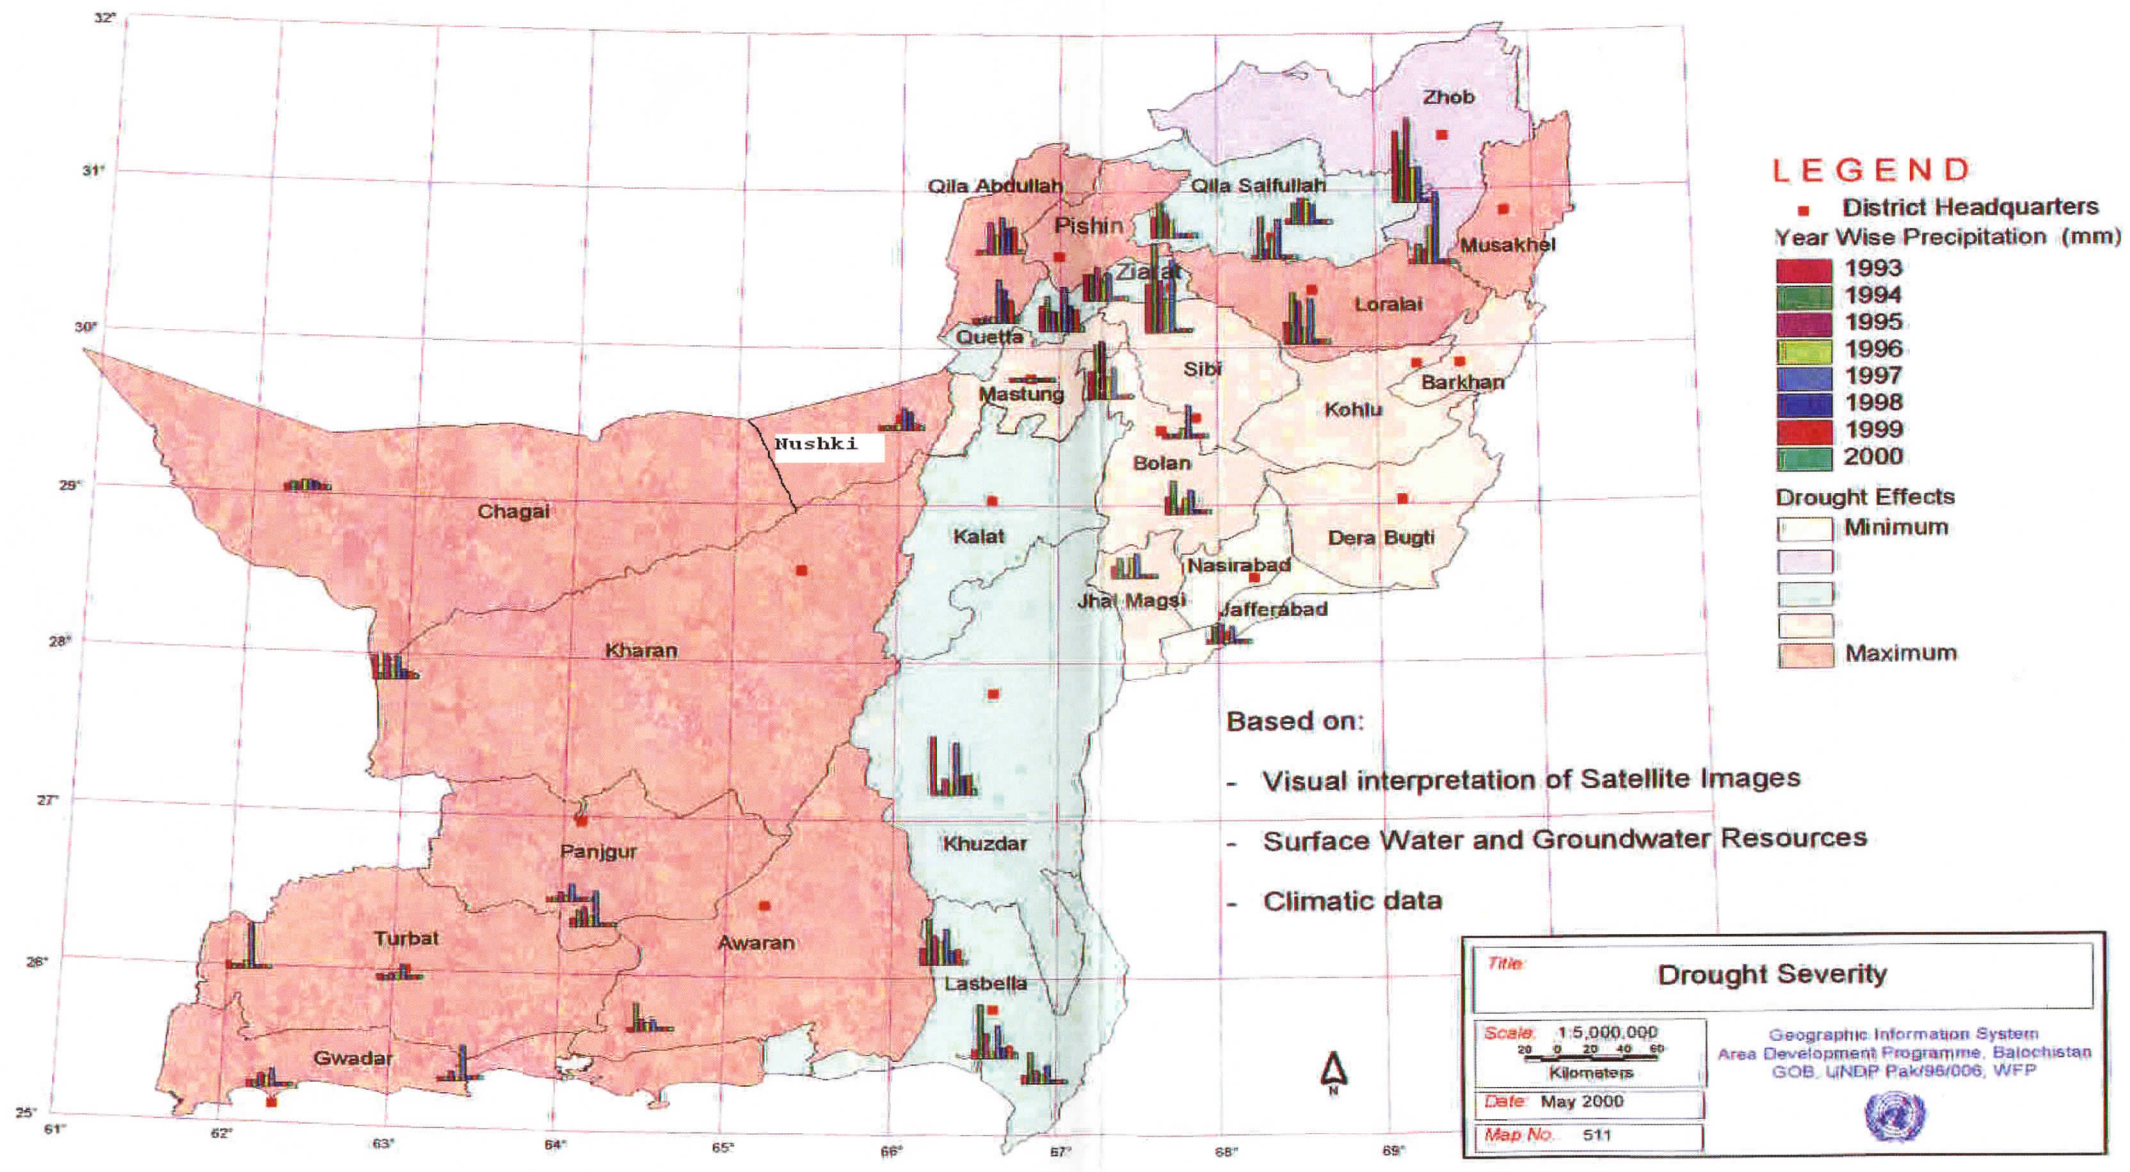 32°
31°
30°
29°
28°
27°
26°
25°
61°
62°
63°
64°
65°
66°
67°
68°
69°
Zhob
Qila Abdullah
Qila Saifullah
Pishin
Musakhel
Ziarat
Loralai
Quetta
Sibi
Mastung
Barkhan
Kohlu
Nushki
Bolan
Chagai
Kalat
Dera Bugti
Nasirabad
Jhal Magsi
Jafferabad
Kharan
Khuzdar
Panjgur
Turbat
Awaran
Lasbella
Gwadar
LEGEND
District Headquarters
Year Wise Precipitation (mm)
1993
1994
1995
1996
1997
1998
1999
2000
Drought Effects
Minimum
Maximum
Based on:
- Visual interpretation of Satellite Images
- Surface Water and Groundwater Resources
- Climatic data
N
Title: Drought Severity
Scale: 1:5,000,000
20 0 20 40 60
Kilometers
Date: May 2000
Map No. 511
Geographic Information System
Area Development Programme, Balochistan
GOB, UNDP Pak/96/006, WFP